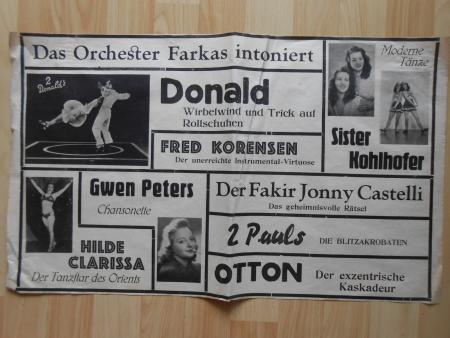 Das Orchester Farkas intoniert
2
Donald's
Donald
Wirbelwind und Trick auf
Rollschuhen
FRED KORENSEN
Der unerreichte Instrumental-Virtuose
Moderne
Tänze
Sister
Kohlhofer
Gwen Peters
Chansonette
HILDE
CLARISSA
Der Tanzstar des Orients
Der Fakir Jonny Castelli
Das geheimnisvolle Rätsel
2 Pauls DIE BLITZAKROBATEN
OTTON Der exzentrische
Kaskadeur